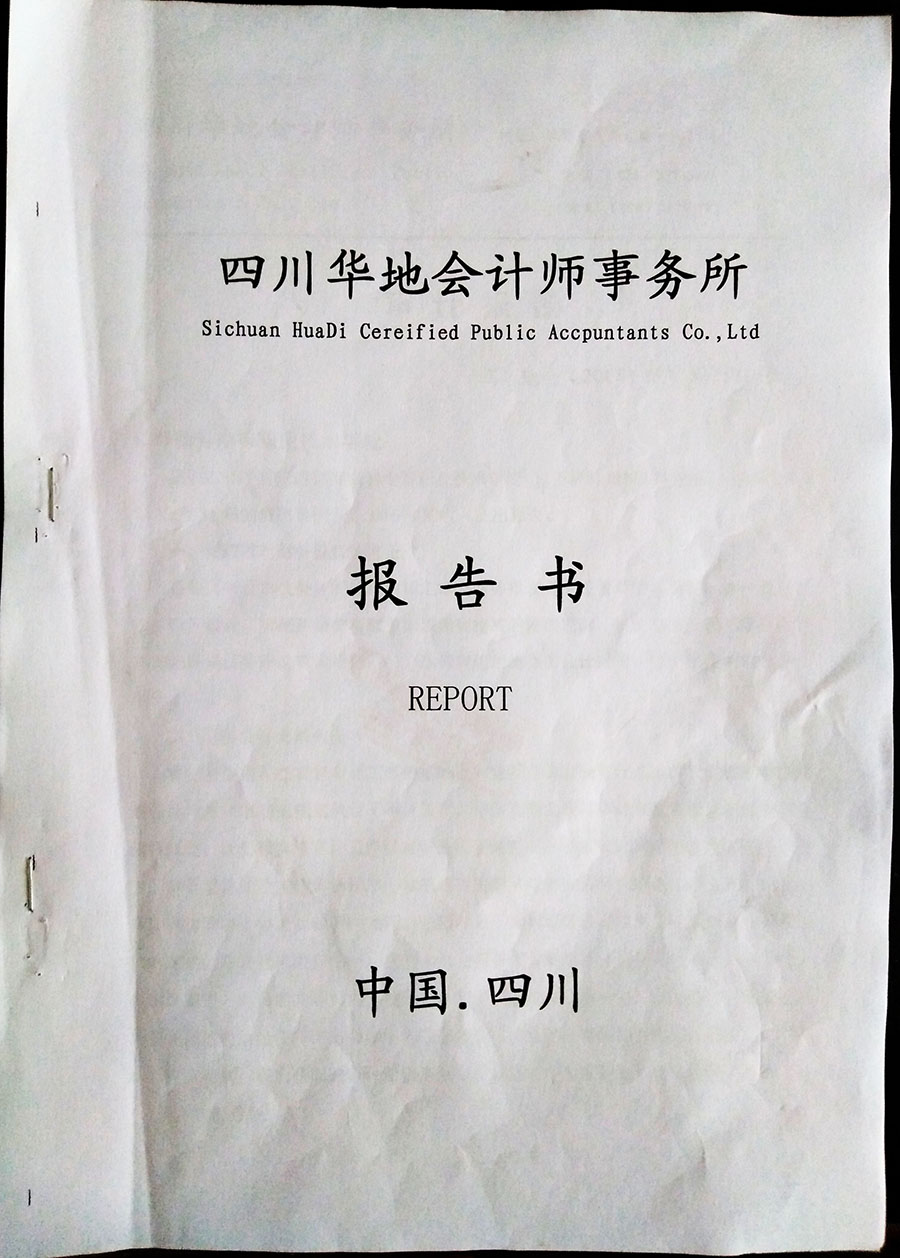 四川华地会计师事务所
Sichuan HuaDi Cereified Public Accpuntants Co.,Ltd
报告书
REPORT
中国.四川